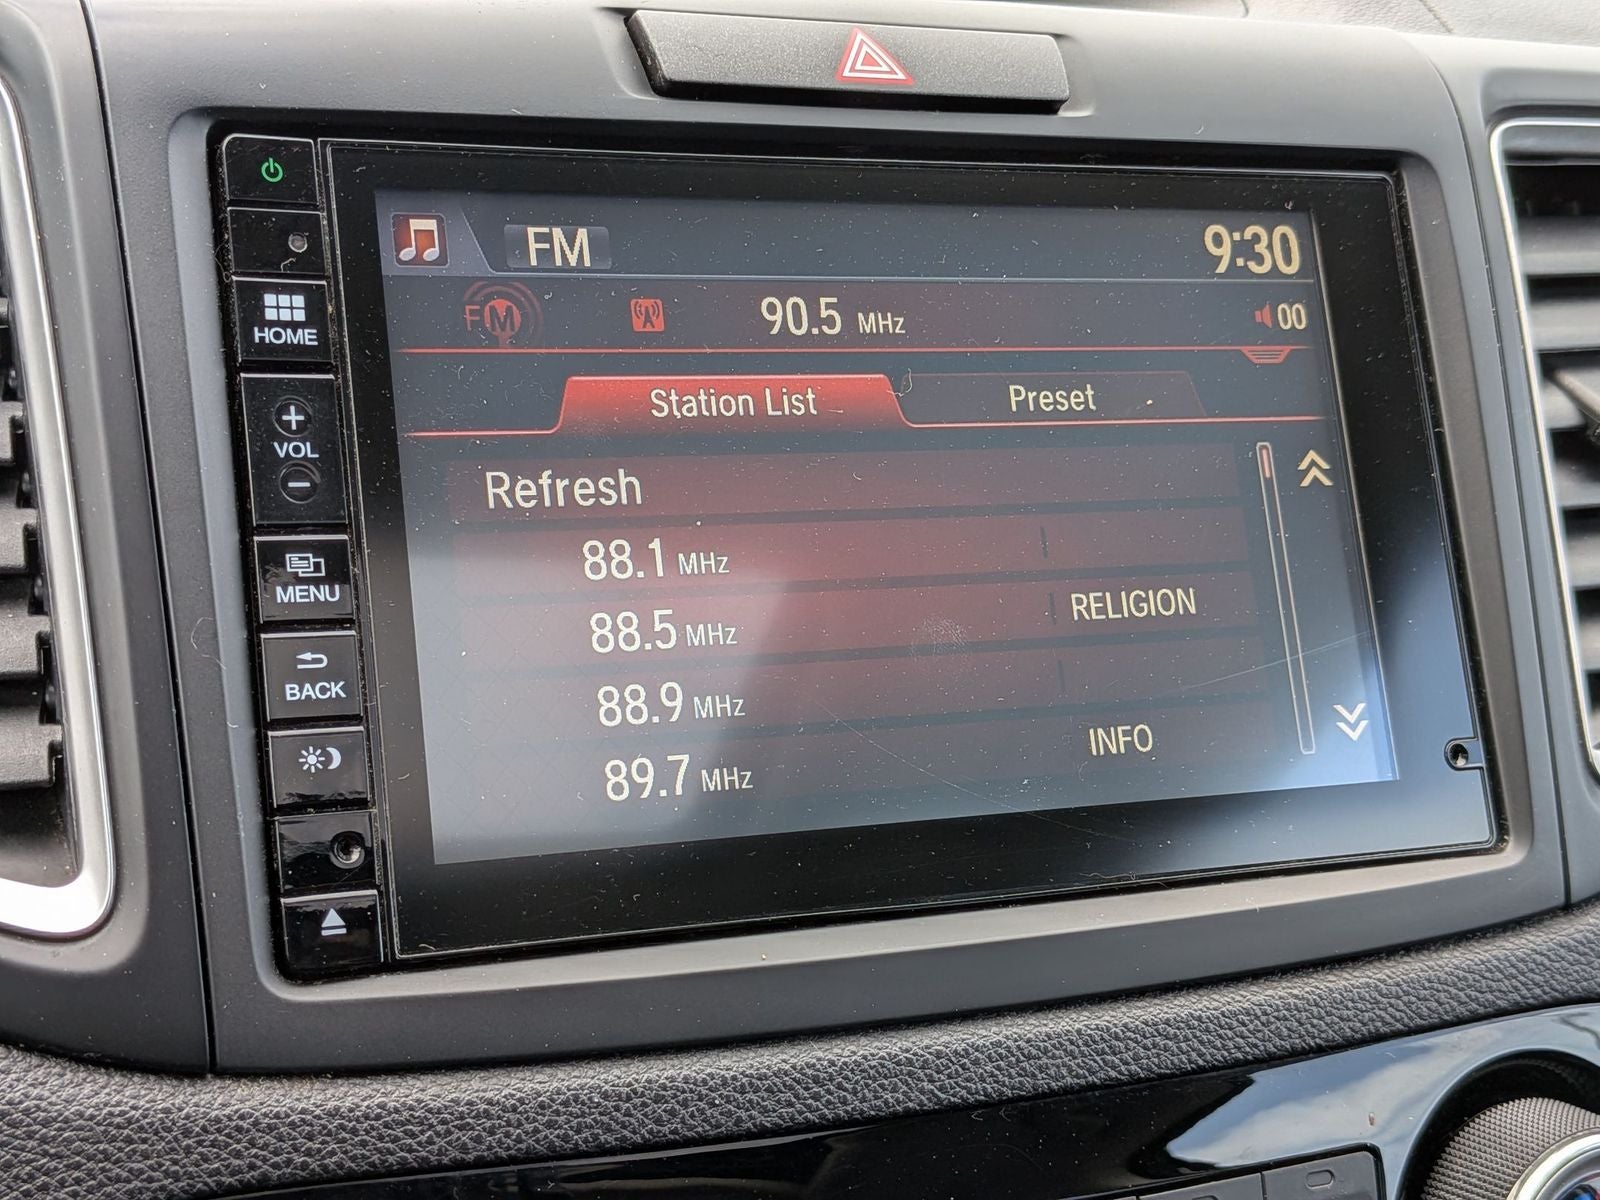 FM
9:30
FM
90.5 MHz
00
Station List
Preset
Refresh
88.1 MHz
88.5 MHz RELIGION
88.9 MHz
89.7 MHz INFO
HOME
+
VOL
−
MENU
BACK